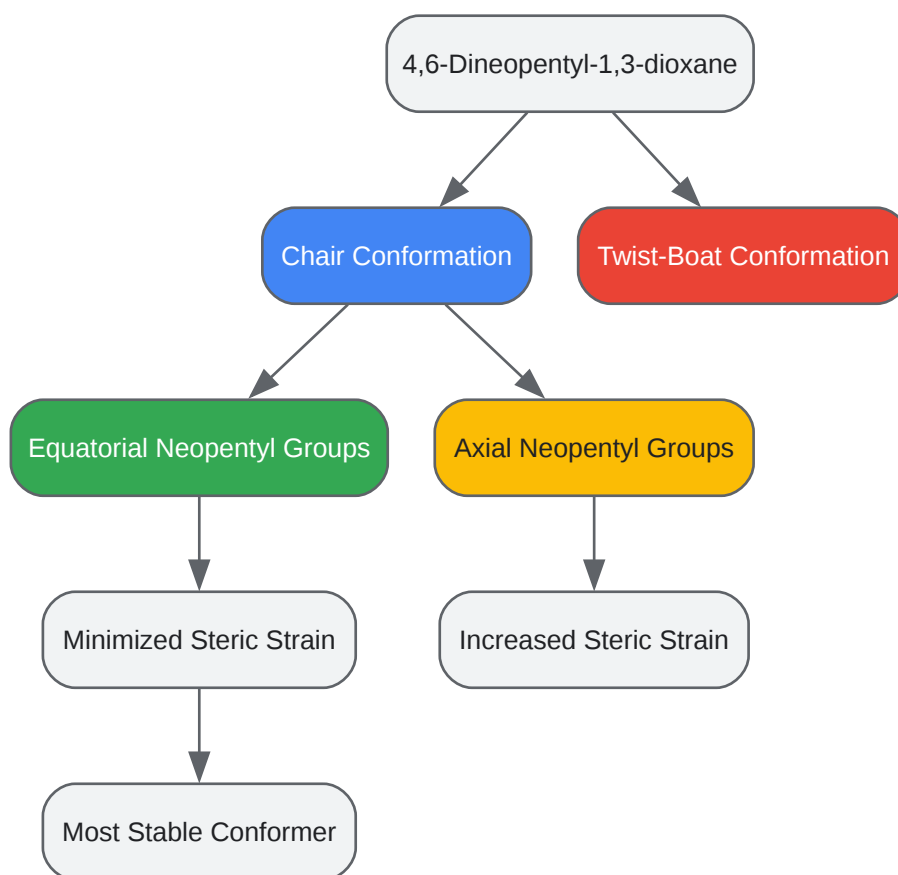 4,6-Dineopentyl-1,3-dioxane
Chair Conformation
Twist-Boat Conformation
Equatorial Neopentyl Groups
Axial Neopentyl Groups
Minimized Steric Strain
Increased Steric Strain
Most Stable Conformer